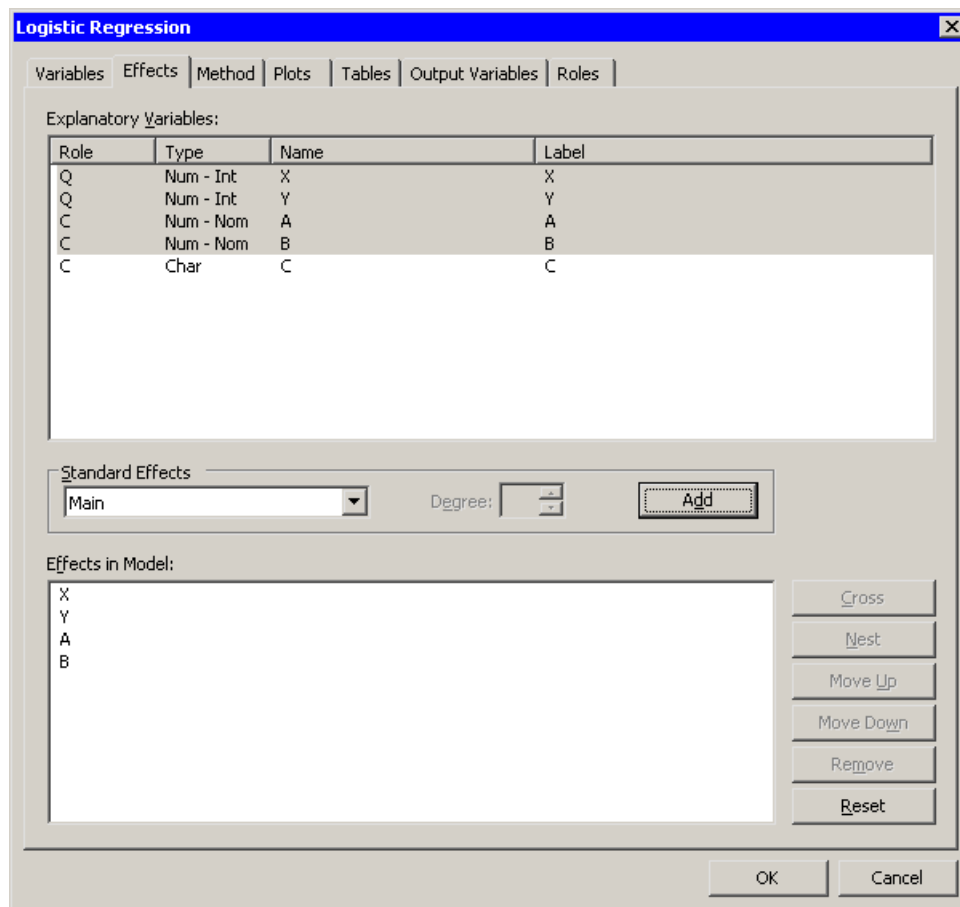 Logistic Regression
Variables Effects Method Plots Tables Output Variables Roles
Explanatory Variables:
Role Type Name Label
Q Num - Int X X
Q Num - Int Y Y
C Num - Nom A A
C Num - Nom B B
C Char C C
Standard Effects
Main Degree: Add
Effects in Model:
X
Y
A
B
Cross
Nest
Move Up
Move Down
Remove
Reset
OK Cancel